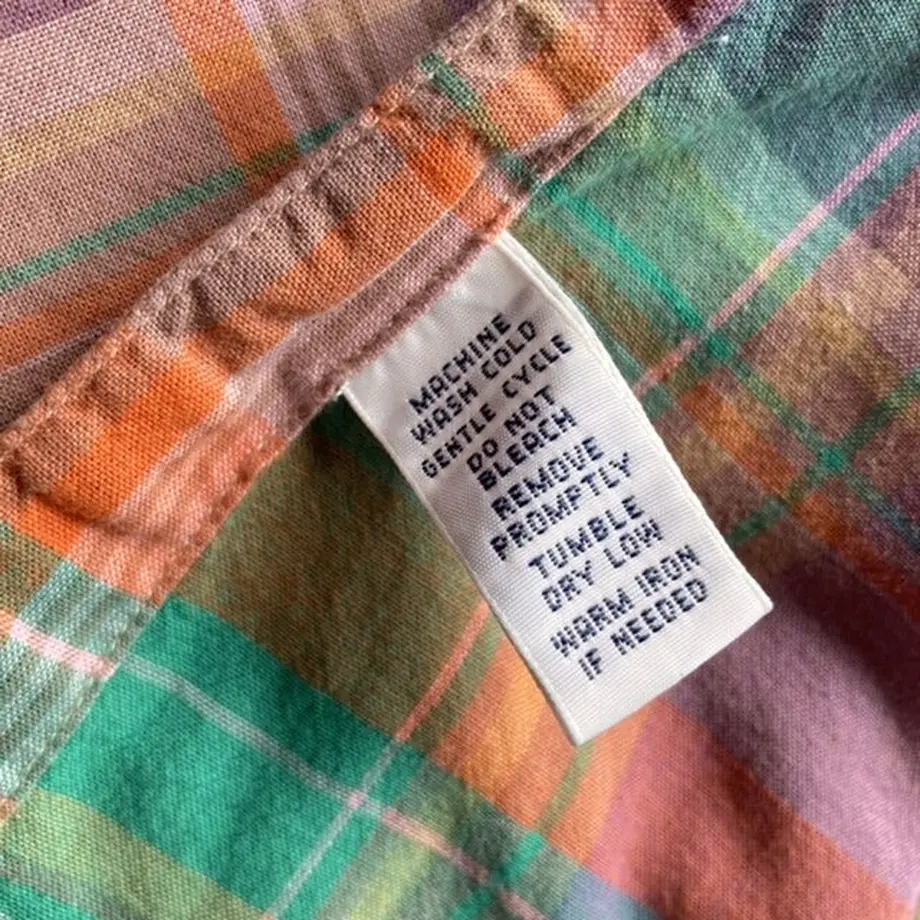 MACHINE
WASH COLD
GENTLE CYCLE
DO NOT
BLEACH
REMOVE
PROMPTLY
TUMBLE
DRY LOW
WARM IRON
IF NEEDED